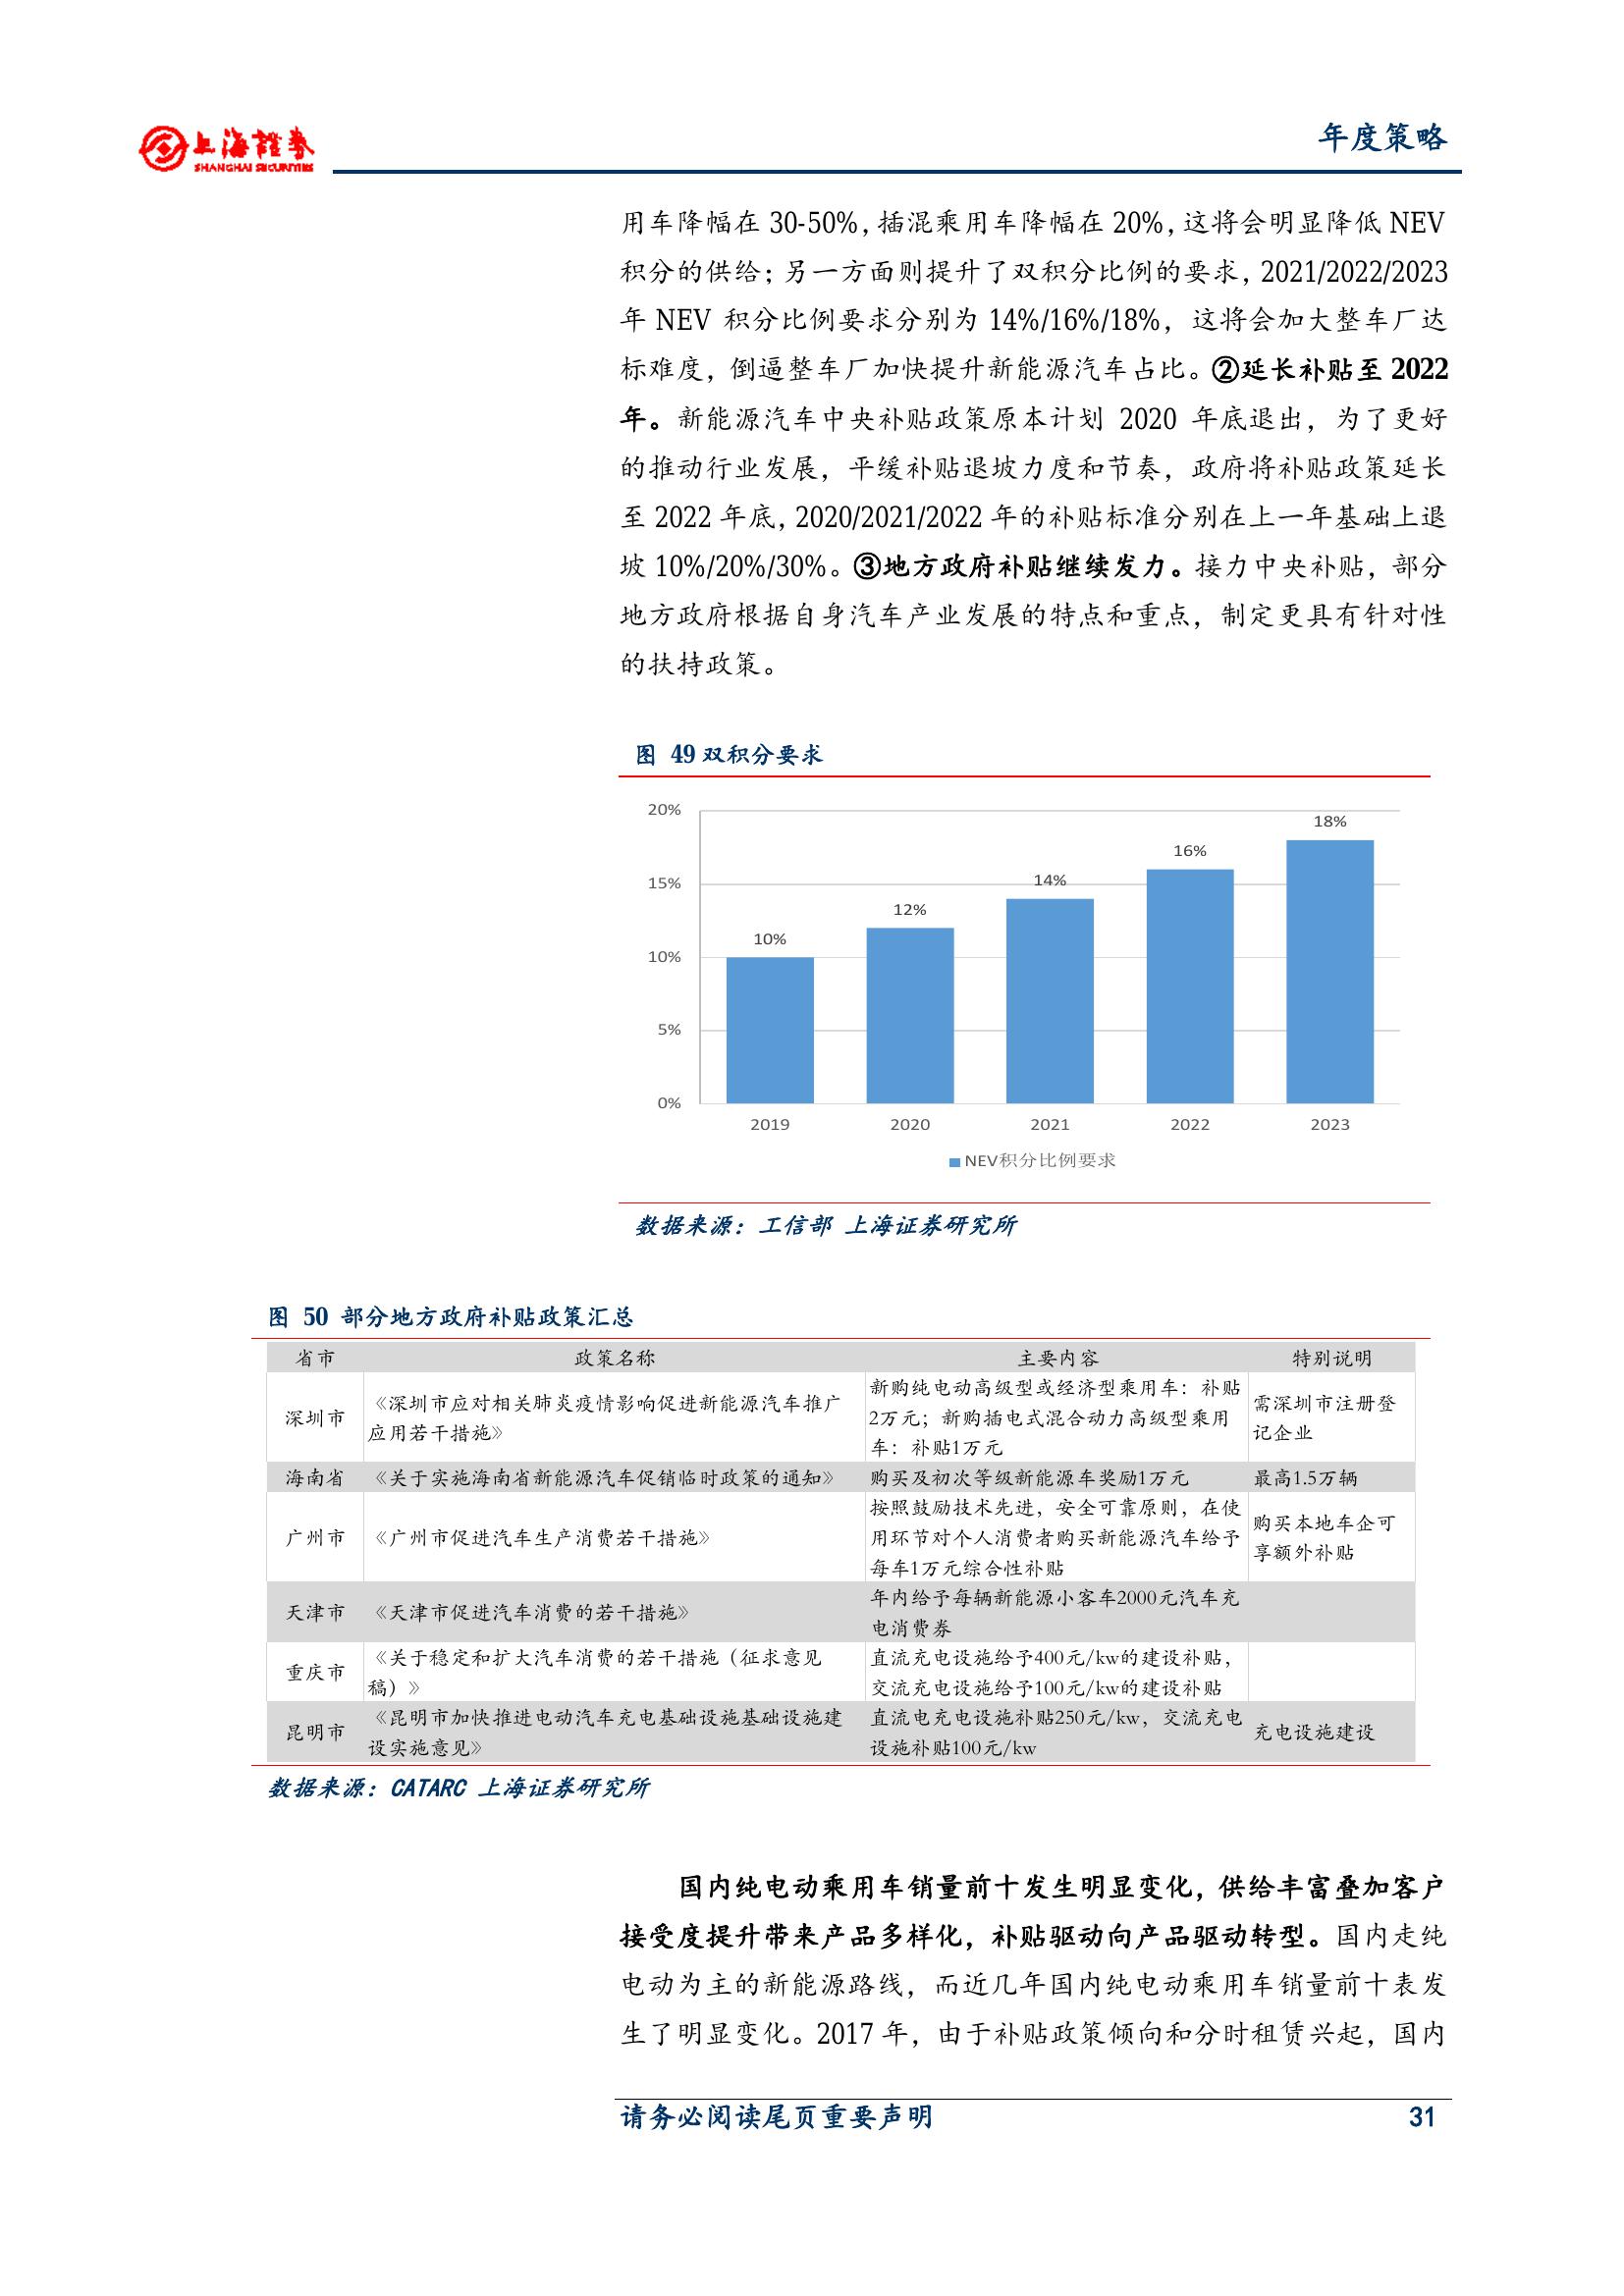 上海證券
SHANGHAI SECURITIES
年度策略
用车降幅在 30-50%，插混乘用车降幅在 20%，这将会明显降低 NEV
积分的供给；另一方面则提升了双积分比例的要求，2021/2022/2023
年 NEV 积分比例要求分别为 14%/16%/18%，这将会加大整车厂达
标难度，倒逼整车厂加快提升新能源汽车占比。②延长补贴至 2022
年。新能源汽车中央补贴政策原本计划 2020 年底退出，为了更好
的推动行业发展，平缓补贴退坡力度和节奏，政府将补贴政策延长
至 2022 年底，2020/2021/2022 年的补贴标准分别在上一年基础上退
坡 10%/20%/30%。③地方政府补贴继续发力。接力中央补贴，部分
地方政府根据自身汽车产业发展的特点和重点，制定更具有针对性
的扶持政策。
图 49 双积分要求
20%
15%
10%
5%
0%
10%
12%
14%
16%
18%
2019 2020 2021 2022 2023
NEV积分比例要求
数据来源：工信部 上海证券研究所
图 50 部分地方政府补贴政策汇总
省市 政策名称 主要内容 特别说明
深圳市
《深圳市应对相关肺炎疫情影响促进新能源汽车推广
应用若干措施》
新购纯电动高级型或经济型乘用车：补贴
2万元；新购插电式混合动力高级型乘用
车：补贴1万元
需深圳市注册登
记企业
海南省 《关于实施海南省新能源汽车促销临时政策的通知》 购买及初次等级新能源车奖励1万元 最高1.5万辆
广州市 《广州市促进汽车生产消费若干措施》
按照鼓励技术先进，安全可靠原则，在使
用环节对个人消费者购买新能源汽车给予
每车1万元综合性补贴
购买本地车企可
享额外补贴
天津市 《天津市促进汽车消费的若干措施》
年内给予每辆新能源小客车2000元汽车充
电消费券
重庆市
《关于稳定和扩大汽车消费的若干措施（征求意见
稿）》
直流充电设施给予400元/kw的建设补贴，
交流充电设施给予100元/kw的建设补贴
昆明市
《昆明市加快推进电动汽车充电基础设施基础设施建
设实施意见》
直流电充电设施补贴250元/kw，交流充电
设施补贴100元/kw
充电设施建设
数据来源：CATARC 上海证券研究所
国内纯电动乘用车销量前十发生明显变化，供给丰富叠加客户
接受度提升带来产品多样化，补贴驱动向产品驱动转型。国内走纯
电动为主的新能源路线，而近几年国内纯电动乘用车销量前十表发
生了明显变化。2017 年，由于补贴政策倾向和分时租赁兴起，国内
请务必阅读尾页重要声明 31